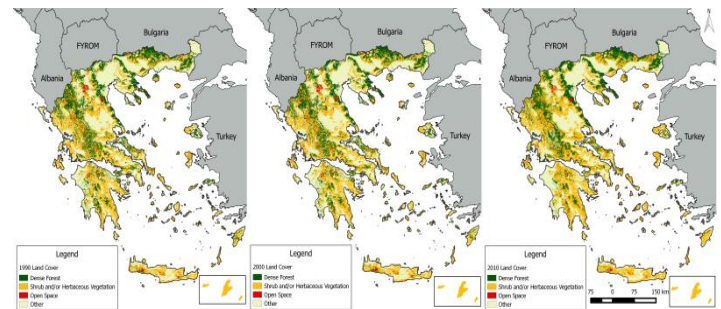 Bulgaria
FYROM
Albania
Turkey
Legend
1990 Land Cover
Dense Forest
Shrub and/or Herbaceous Vegetation
Open Space
Other
Bulgaria
FYROM
Albania
Turkey
Legend
2000 Land Cover
Dense Forest
Shrub and/or Herbaceous Vegetation
Open Space
Other
N
Bulgaria
FYROM
Albania
Turkey
Legend
2010 Land Cover
Dense Forest
Shrub and/or Herbaceous Vegetation
Open Space
Other
75 0 75 150 km